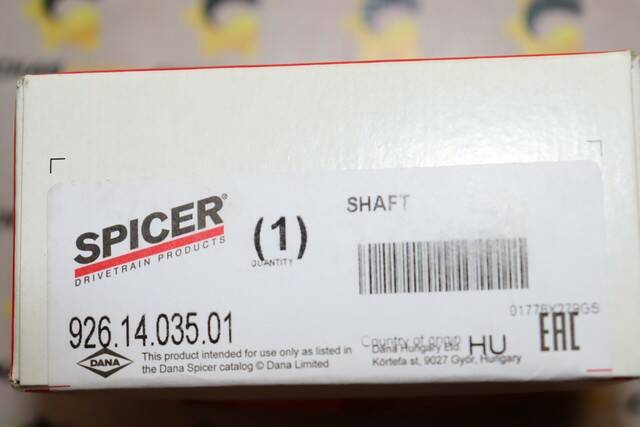 SPICER®
DRIVETRAIN PRODUCTS
(1)
QUANTITY
SHAFT
926.14.035.01
DANA
This product intended for use only as listed in
the Dana Spicer catalog © Dana Limited
Country of origin HU
Dana Hungary Ltd.
Körtefa st, 9027 Győr, Hungary
EAC